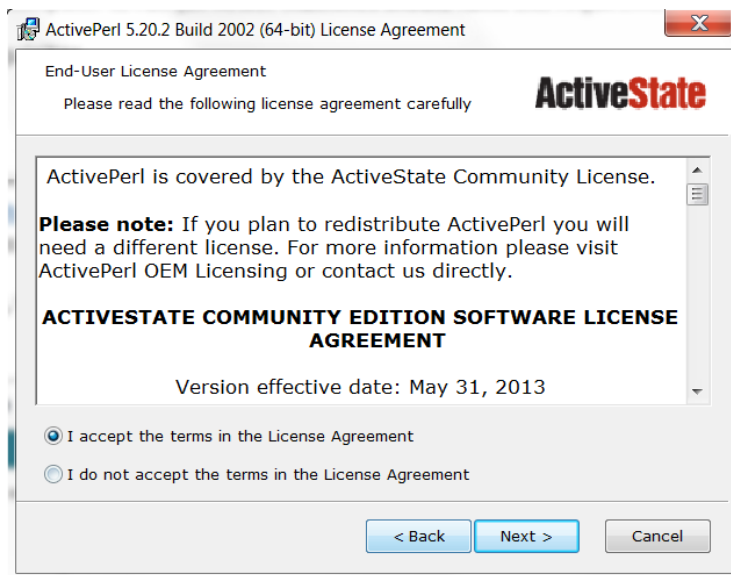 ActivePerl 5.20.2 Build 2002 (64-bit) License Agreement
End-User License Agreement
Please read the following license agreement carefully
ActiveState
ActivePerl is covered by the ActiveState Community License.
Please note: If you plan to redistribute ActivePerl you will
need a different license. For more information please visit
ActivePerl OEM Licensing or contact us directly.
ACTIVESTATE COMMUNITY EDITION SOFTWARE LICENSE
AGREEMENT
Version effective date: May 31, 2013
I accept the terms in the License Agreement
I do not accept the terms in the License Agreement
< Back Next > Cancel